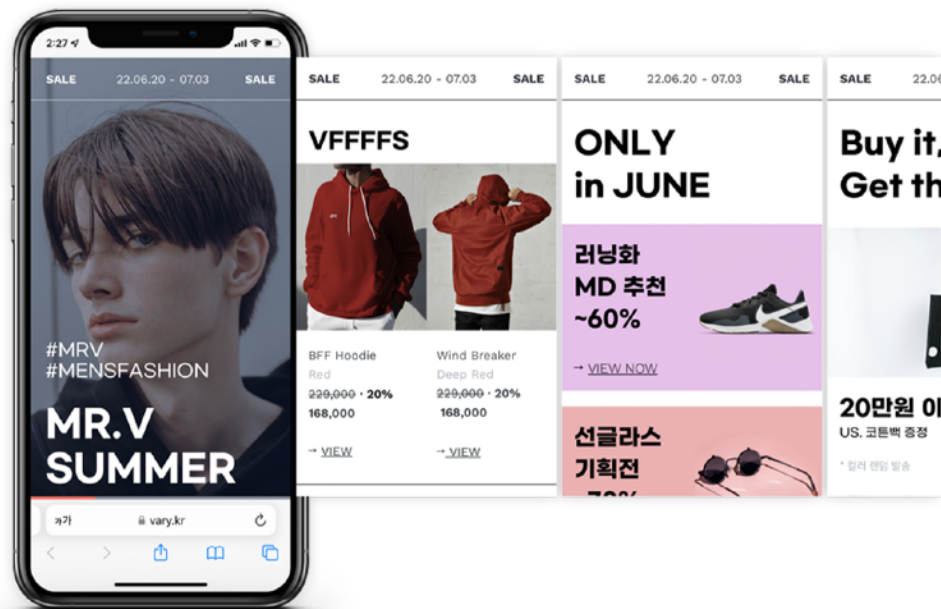 2:27
SALE 22.06.20 - 07.03 SALE
#MRV
#MENSFASHION
MR.V
SUMMER
가가 vary.kr
SALE 22.06.20 - 07.03 SALE
VFFFFS
BFF Hoodie
Red
229,000 · 20%
168,000
→ VIEW
Wind Breaker
Deep Red
229,000 · 20%
168,000
→ VIEW
SALE 22.06.20 - 07.03 SALE
ONLY
in JUNE
러닝화
MD 추천
~60%
→ VIEW NOW
선글라스
기획전
SALE
Buy it,
Get
20만원
US. 코튼백 증정
* 컬러 랜덤 발송